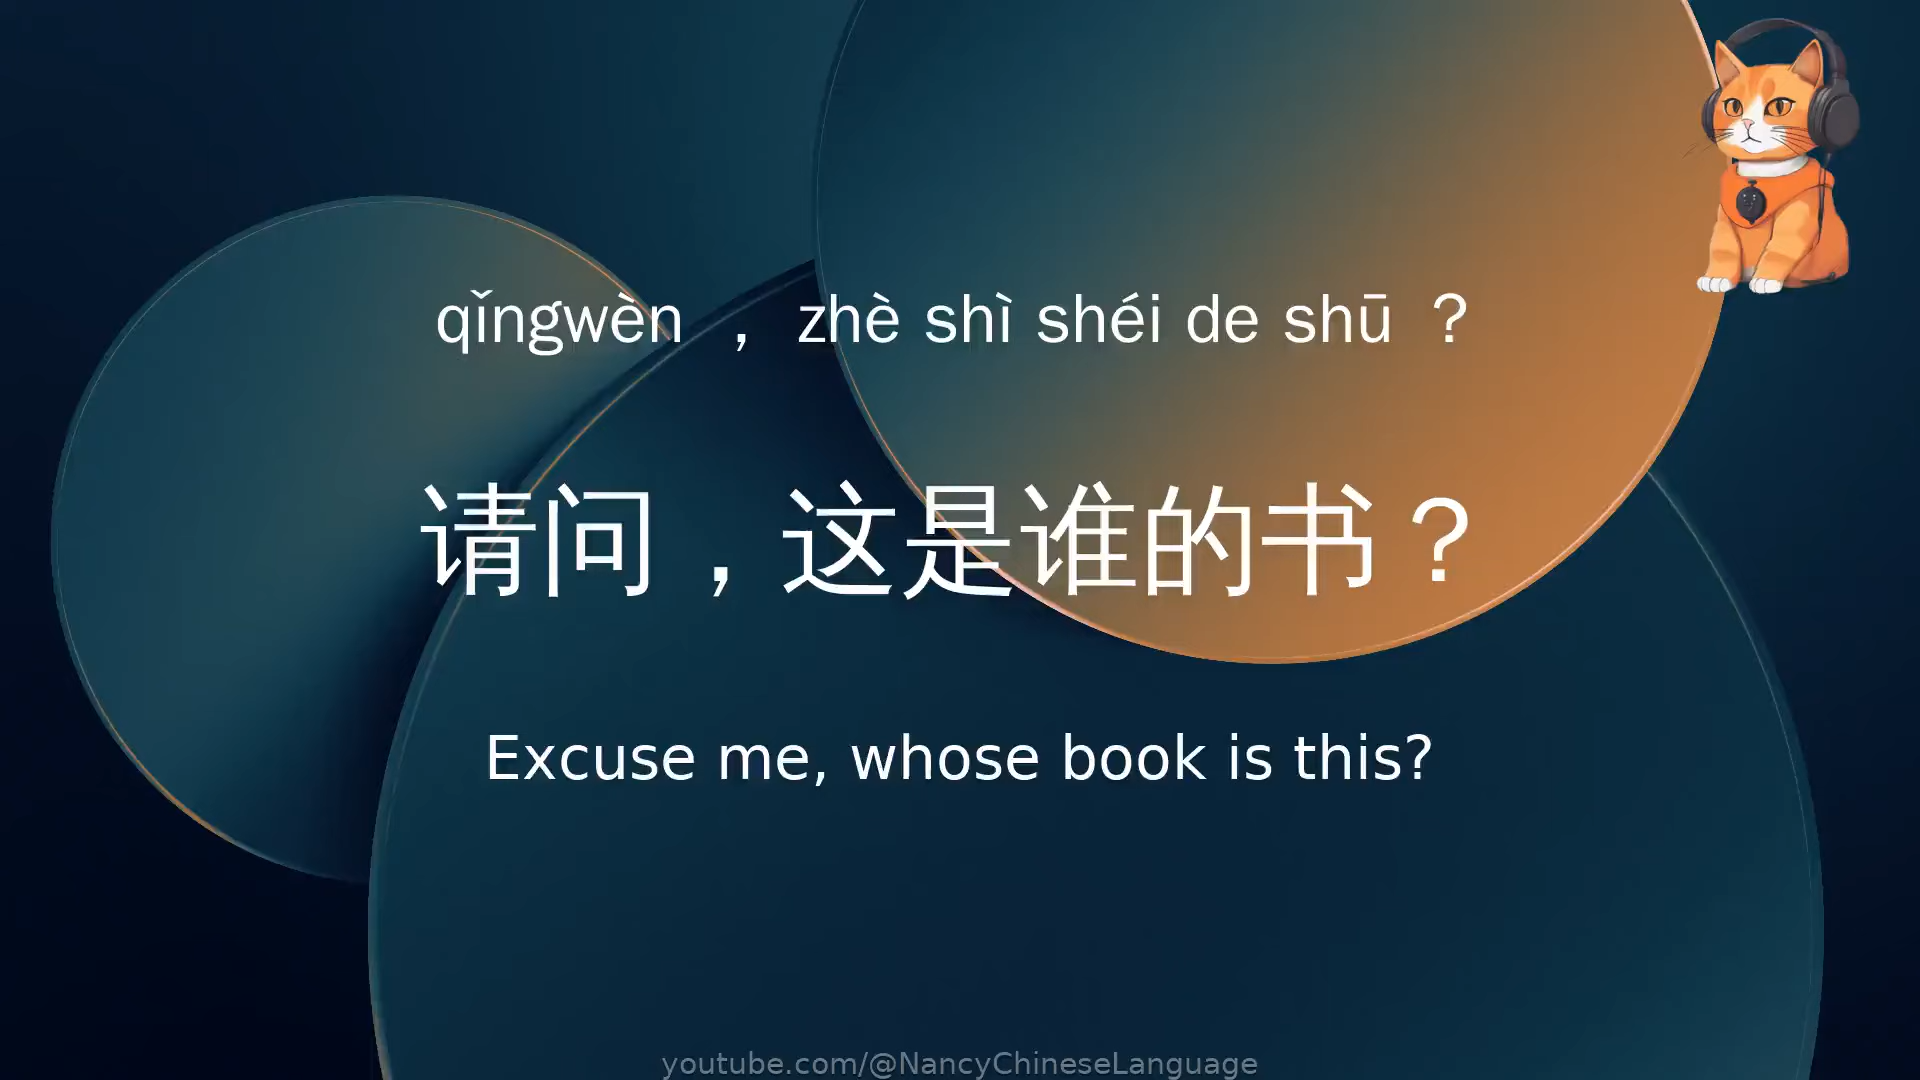 qǐngwèn ， zhè shì shéi de shū ？
请问，这是谁的书？
Excuse me, whose book is this?
youtube.com/@NancyChineseLanguage